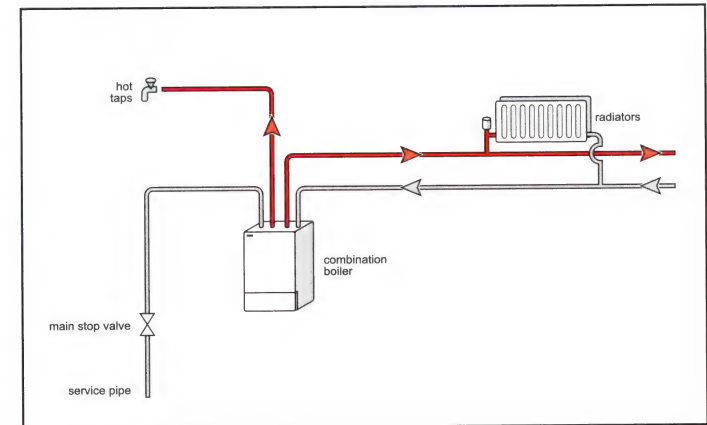 hot
taps
radiators
combination
boiler
main stop valve
service pipe